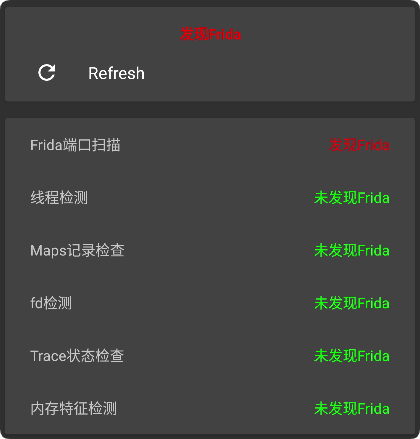 发现Frida
Refresh
Frida端口扫描 发现Frida
线程检测 未发现Frida
Maps记录检查 未发现Frida
fd检测 未发现Frida
Trace状态检查 未发现Frida
内存特征检测 未发现Frida